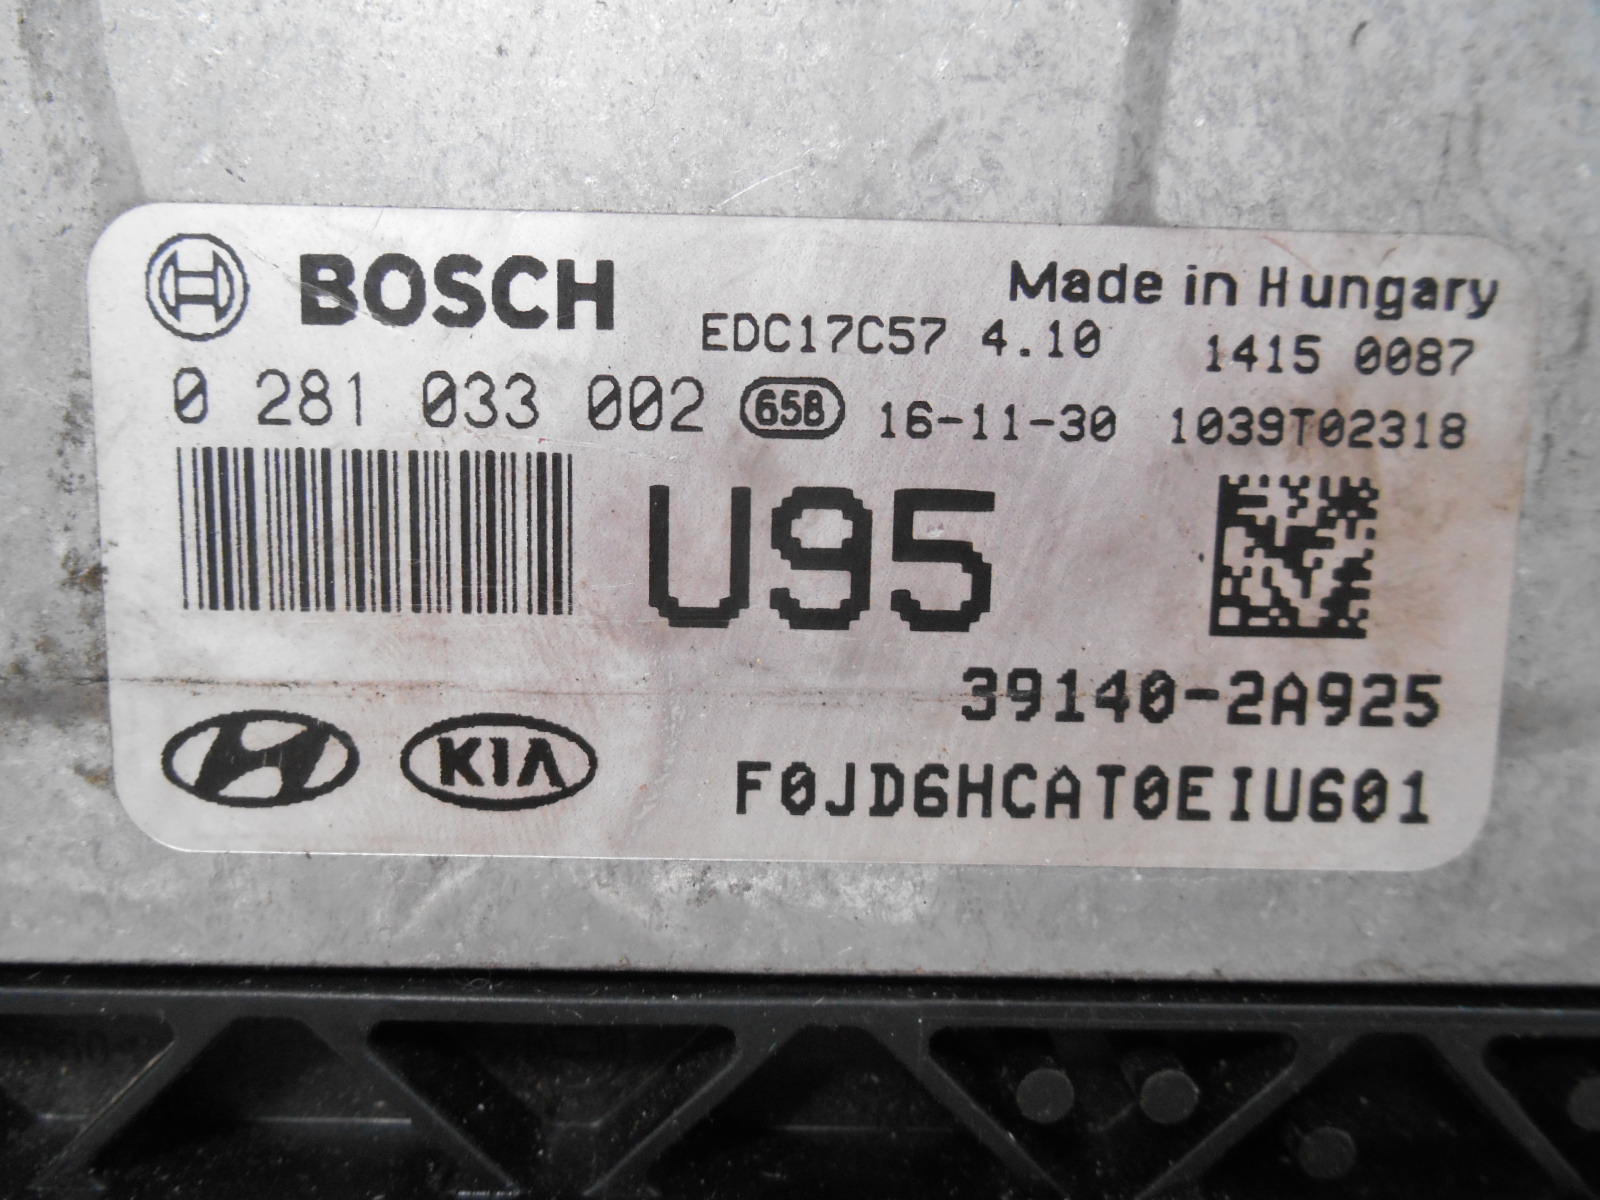 BOSCH
Made in Hungary
EDC17C57 4.10 1415 0087
0 281 033 002 65B 16-11-30 1039T02318
U95
39140-2A925
KIA
F0JD6HCAT0EIU601